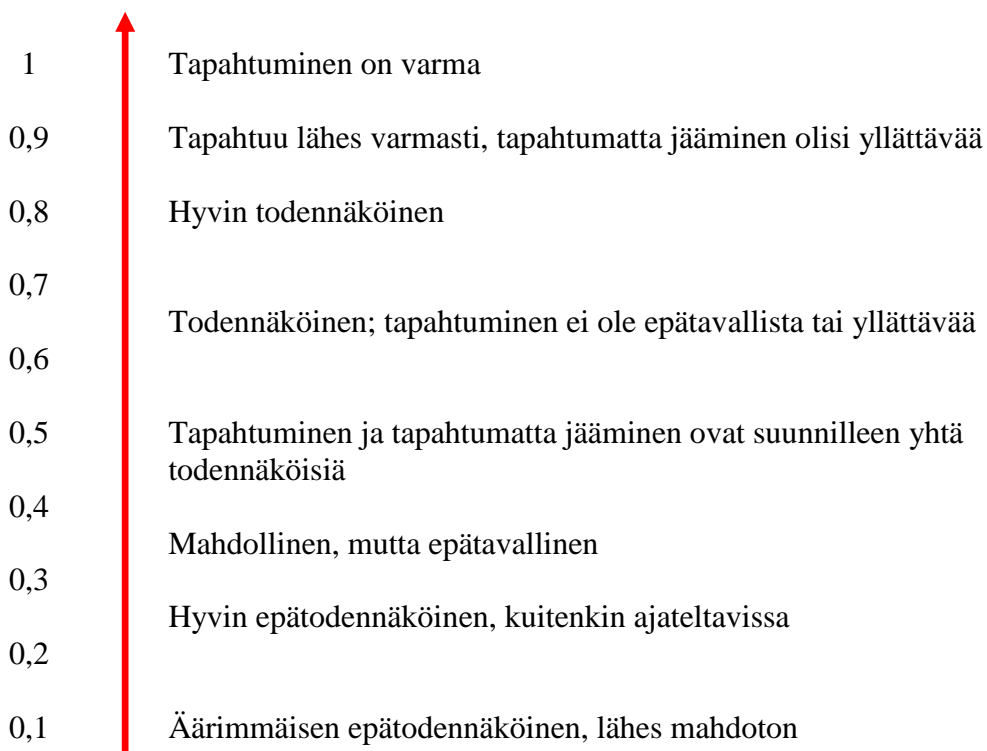 1 Tapahtuminen on varma
0,9 Tapahtuu lähes varmasti, tapahtumatta jääminen olisi yllättävää
0,8 Hyvin todennäköinen
0,7
Todennäköinen; tapahtuminen ei ole epätavallista tai yllättävää
0,6
0,5 Tapahtuminen ja tapahtumatta jääminen ovat suunnilleen yhtä
todennäköisiä
0,4
Mahdollinen, mutta epätavallinen
0,3
Hyvin epätodennäköinen, kuitenkin ajateltavissa
0,2
0,1 Äärimmäisen epätodennäköinen, lähes mahdoton